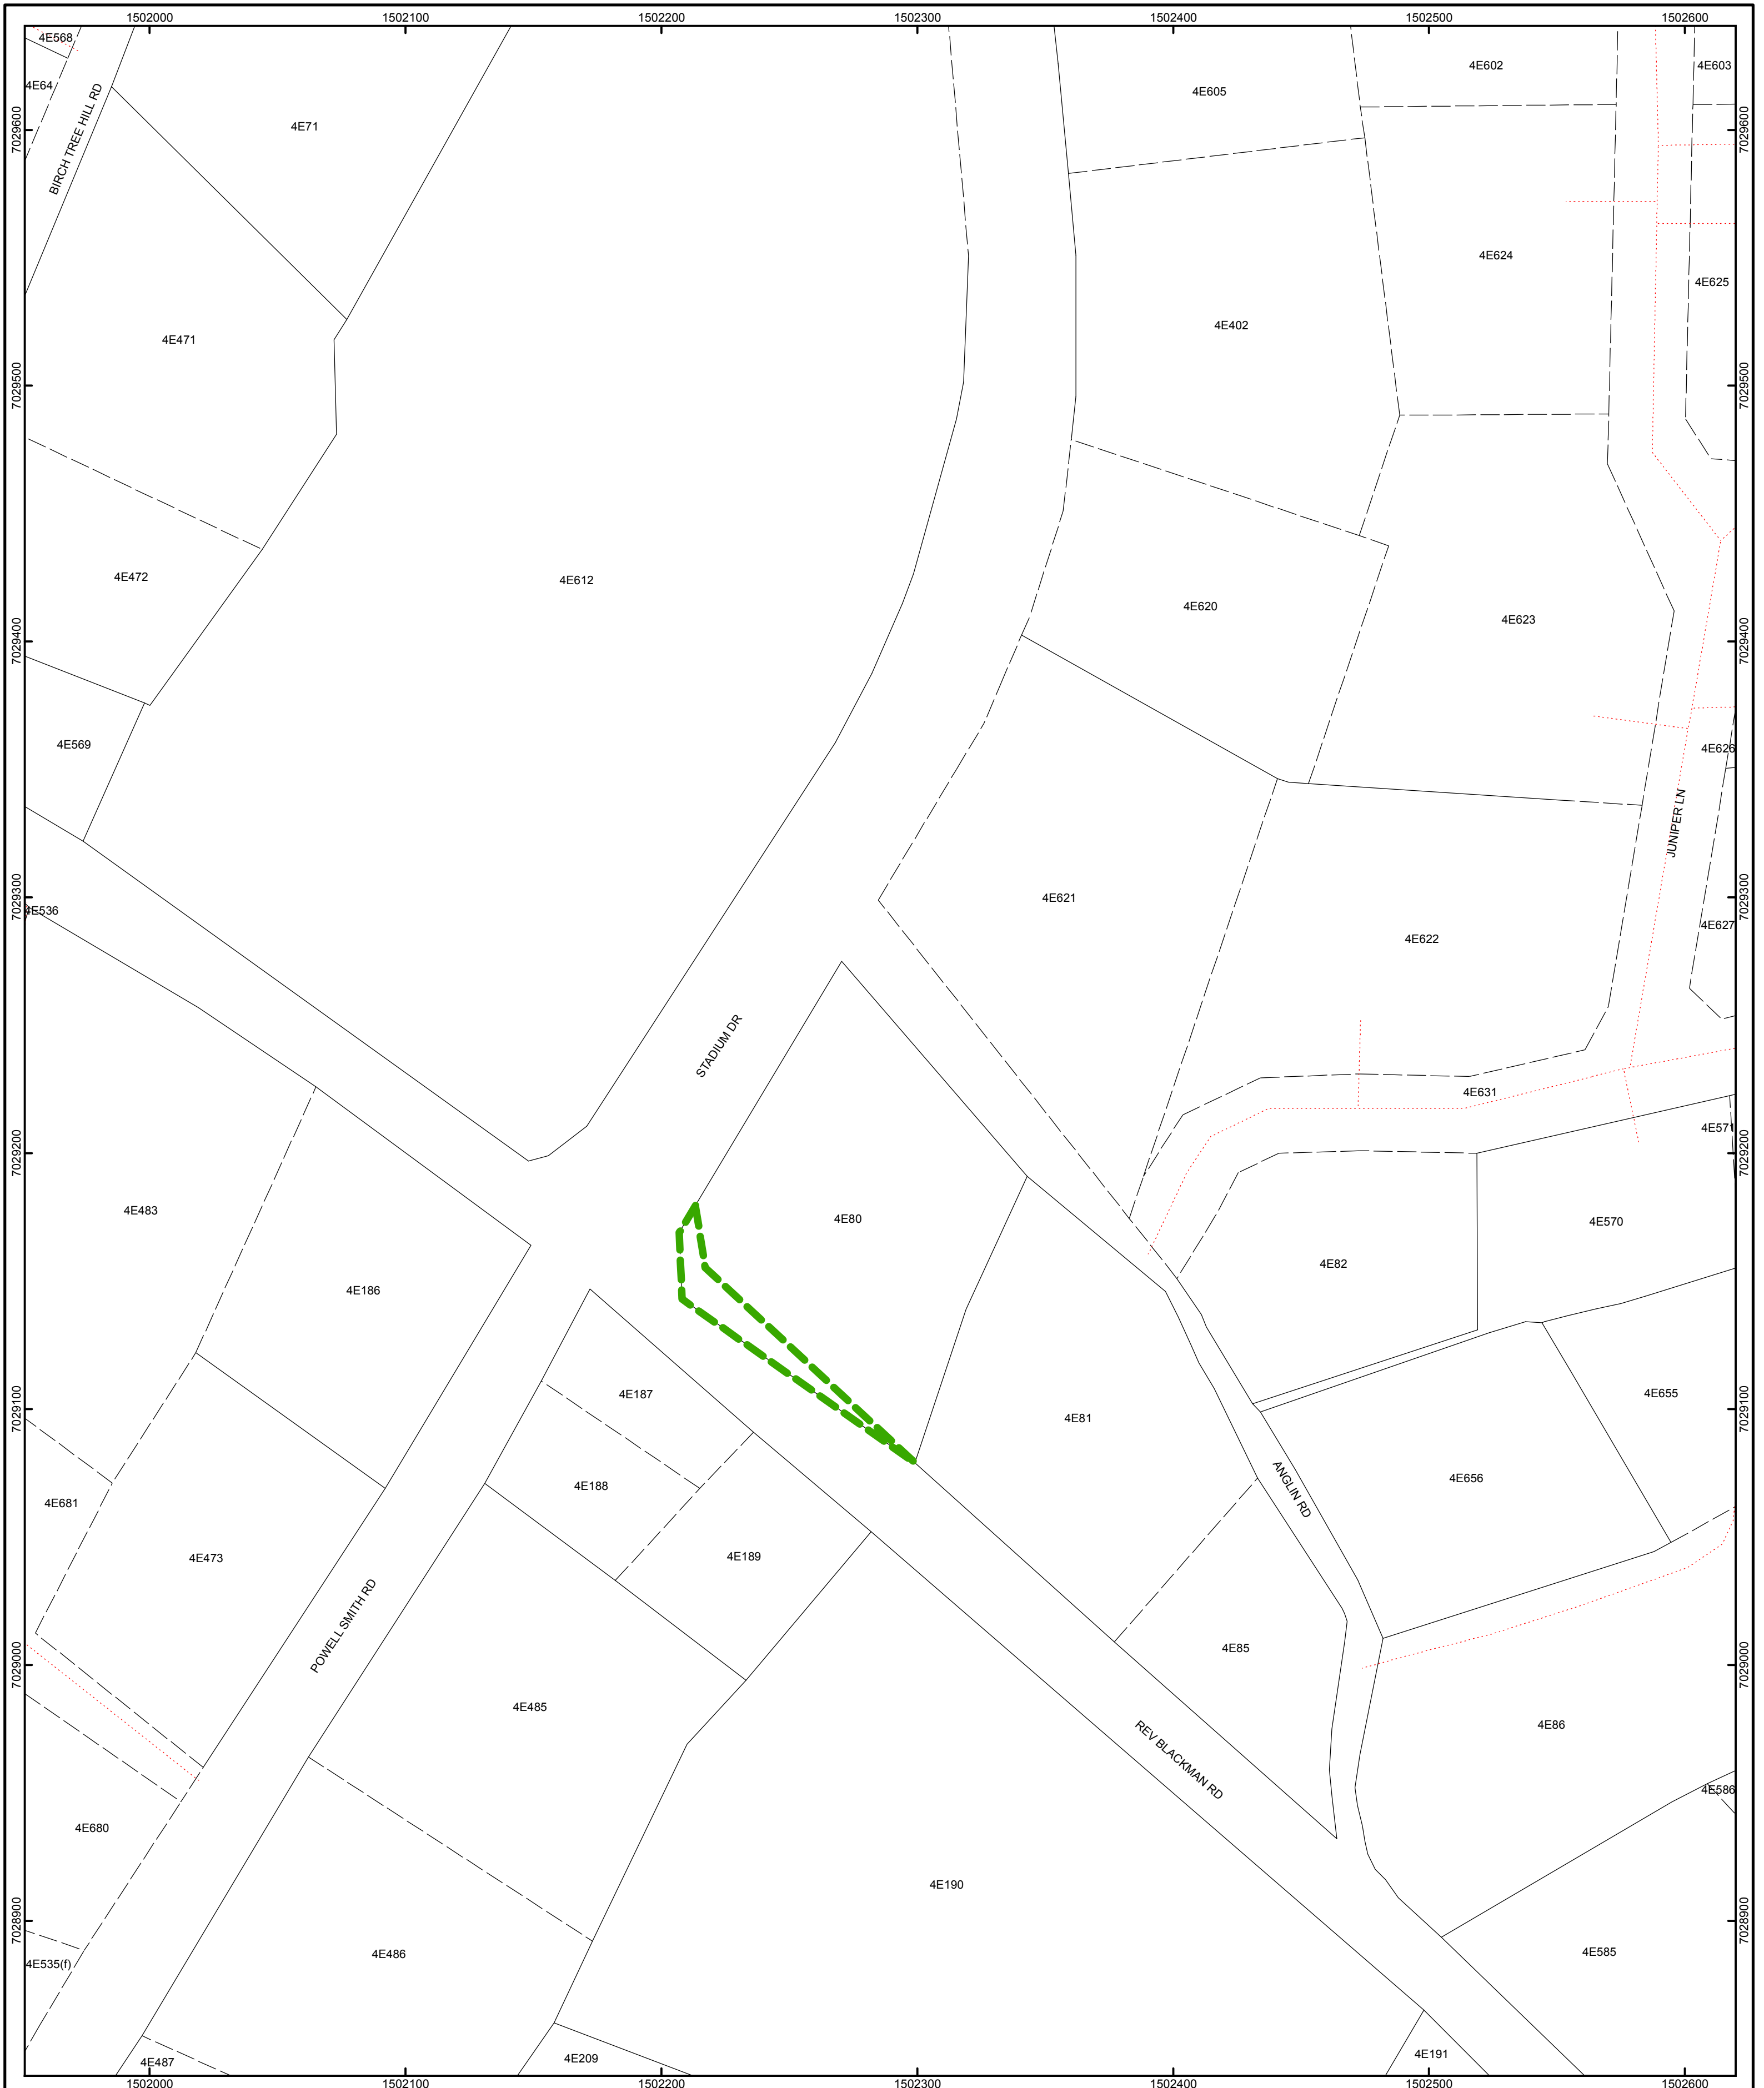 1502000 1502100 1502200 1502300 1502400 1502500 1502600
4E568
4E602
4E603
4E64
4E605
BIRCH TREE HILL RD
4E71
7029600
7029600
4E624
4E625
4E402
4E471
7029500
7029500
4E472
4E612
4E620
4E623
7029400
7029400
4E569
4E626
JUNIPER LN
4E621
7029300
7029300
4E536
4E627
4E622
STADIUM DR
4E631
4E571
7029200
7029200
4E483
4E80
4E570
4E82
4E186
4E187
4E655
7029100
7029100
4E81
4E656
4E188
ANGLIN RD
4E681
4E473
4E189
POWELL SMITH RD
4E85
7029000
7029000
4E485
4E86
REV BLACKMAN RD
4E586
4E680
4E190
7028900
7028900
4E486
4E585
4E535(f)
4E191
4E209
4E487
1502000 1502100 1502200 1502300 1502400 1502500 1502600